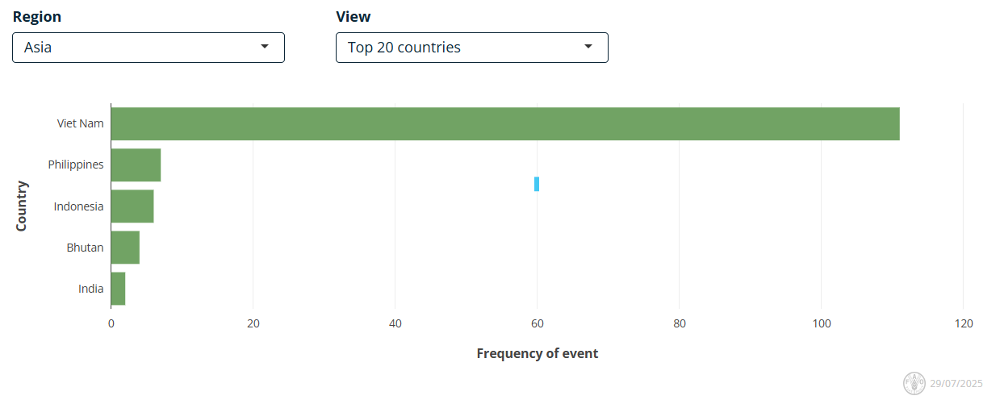 Region
View
Asia
Top 20 countries
Viet Nam
Philippines
Indonesia
Bhutan
India
Country
0 20 40 60 80 100 120
Frequency of event
29/07/2025